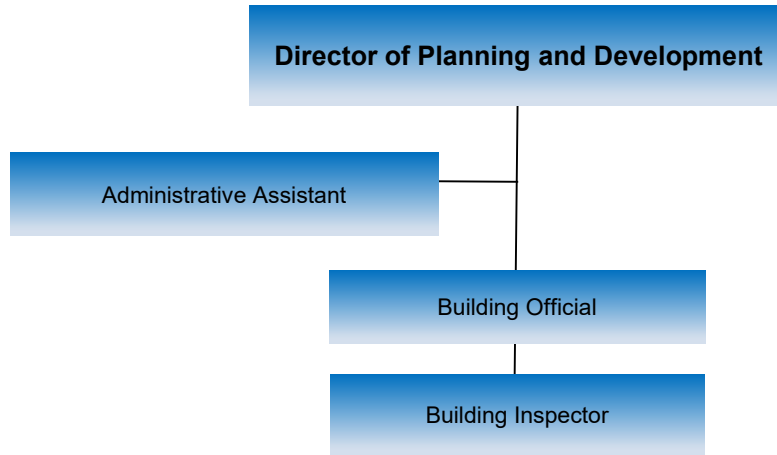 Director of Planning and Development
Administrative Assistant
Building Official
Building Inspector